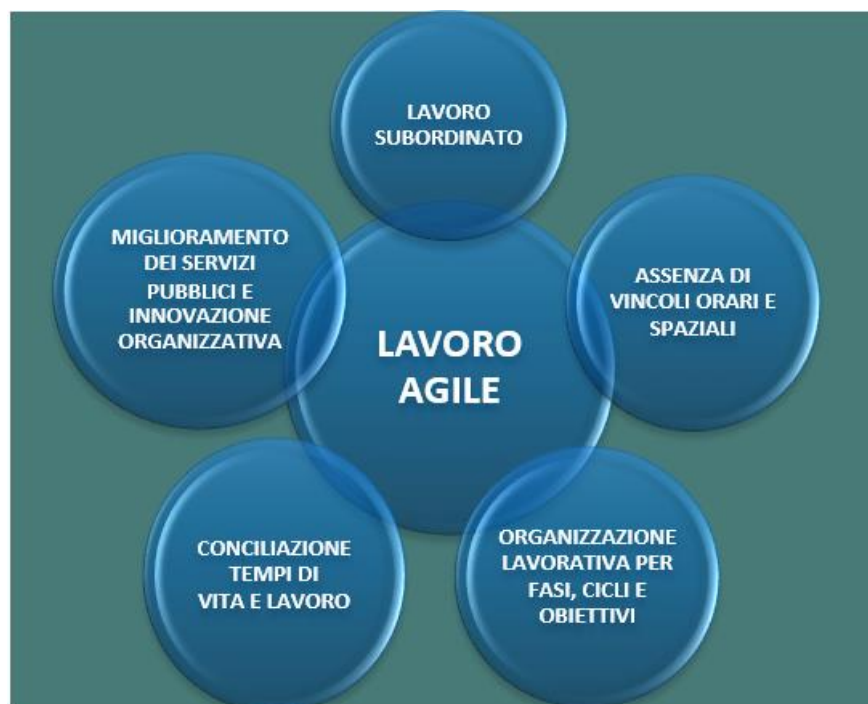 LAVORO
SUBORDINATO
MIGLIORAMENTO
DEI SERVIZI
PUBBLICI E
INNOVAZIONE
ORGANIZZATIVA
ASSENZA DI
VINCOLI ORARI E
SPAZIALI
LAVORO
AGILE
CONCILIAZIONE
TEMPI DI
VITA E LAVORO
ORGANIZZAZIONE
LAVORATIVA PER
FASI, CICLI E
OBIETTIVI